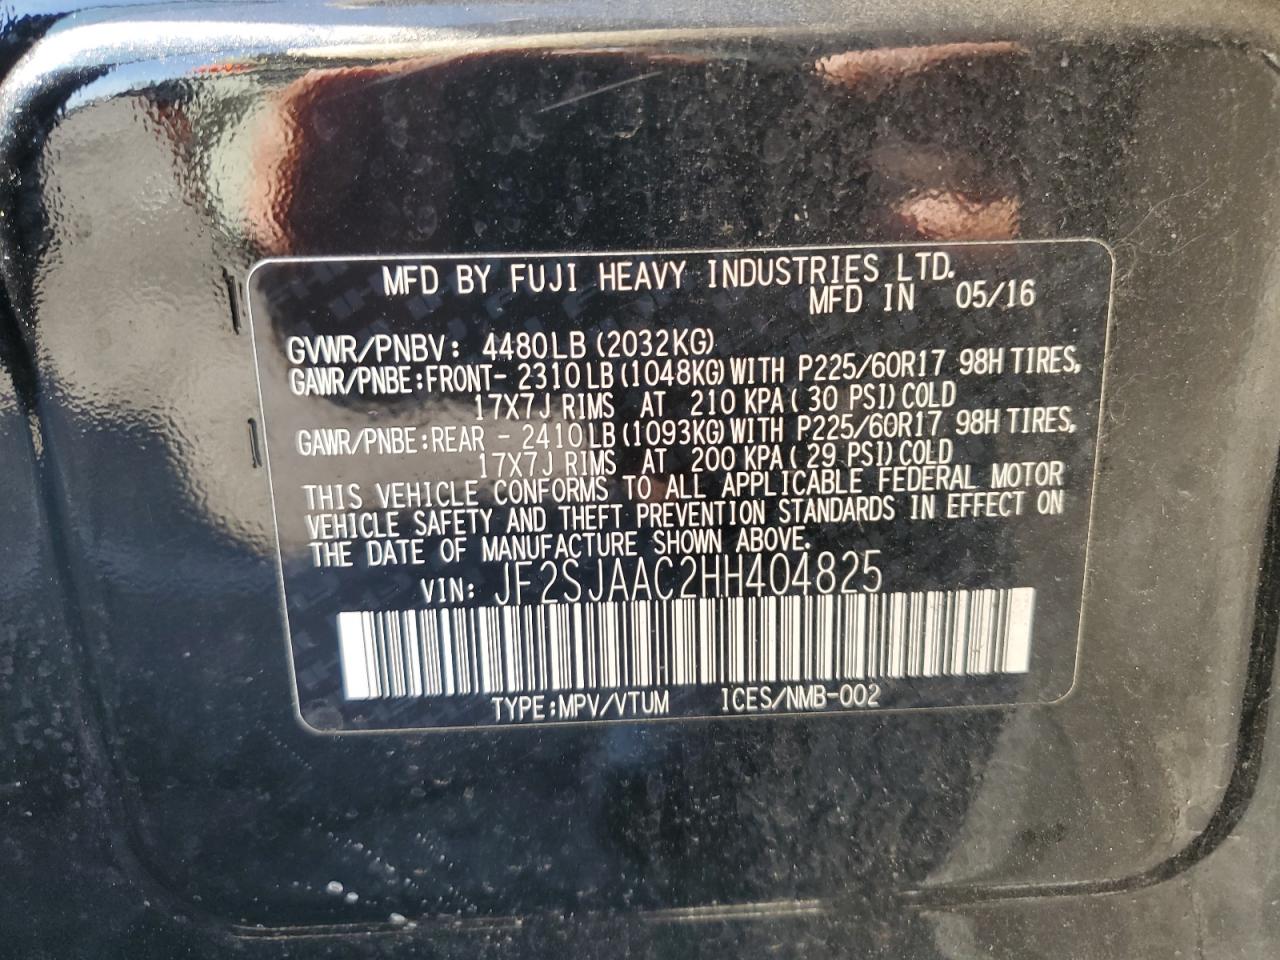 MFD BY FUJI HEAVY INDUSTRIES LTD.
MFD IN 05/16
GVWR/PNBV: 4480LB (2032KG)
GAWR/PNBE:FRONT- 2310LB(1048KG)WITH P225/60R17 98H TIRES,
17X7J RIMS AT 210 KPA( 30 PSI)COLD
GAWR/PNBE:REAR - 2410LB(1093KG)WITH P225/60R17 98H TIRES,
17X7J RIMS AT 200 KPA( 29 PSI)COLD
THIS VEHICLE CONFORMS TO ALL APPLICABLE FEDERAL MOTOR
VEHICLE SAFETY AND THEFT PREVENTION STANDARDS IN EFFECT ON
THE DATE OF MANUFACTURE SHOWN ABOVE.
VIN: JF2SJAAC2HH404825
TYPE:MPV/VTUM ICES/NMB-002